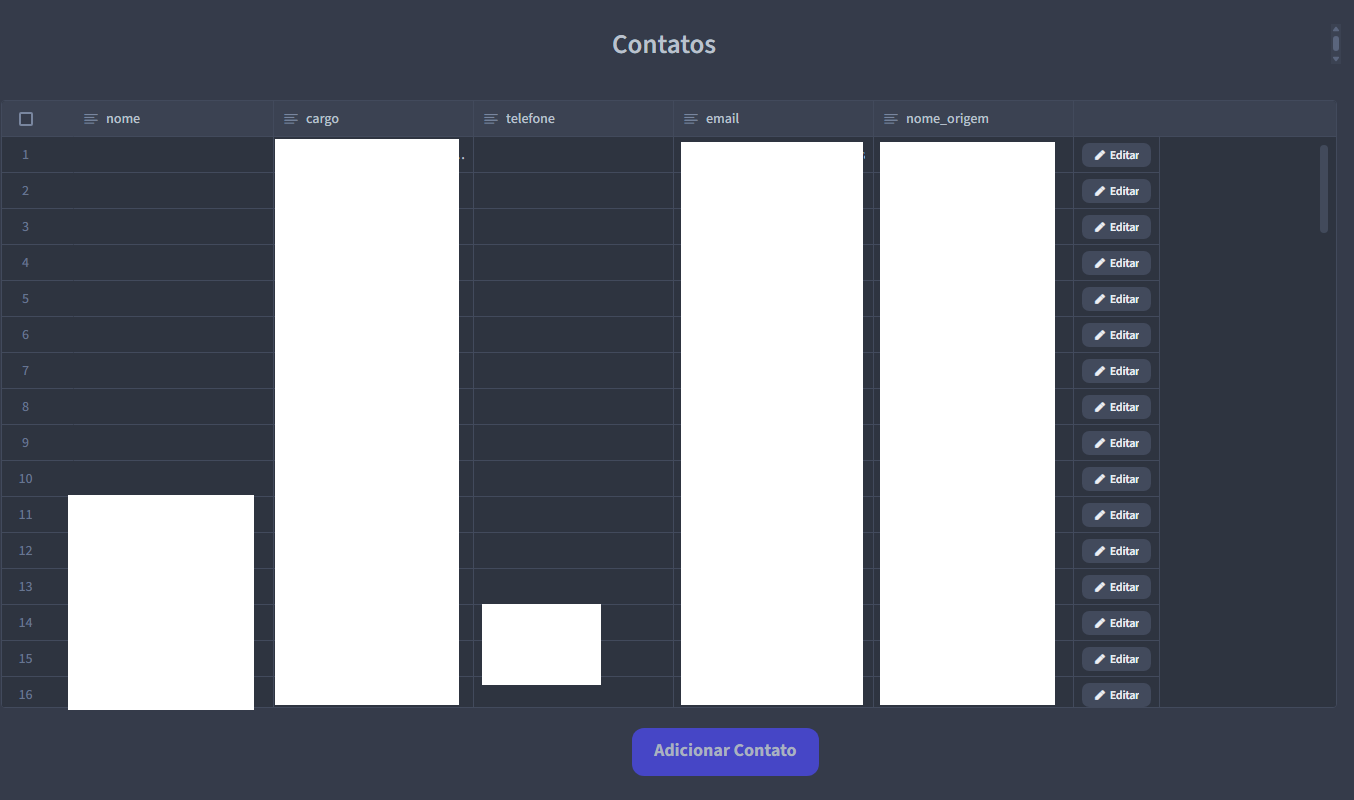 Contatos
nome cargo telefone email nome_origem
1 .. Editar
2 Editar
3 Editar
4 Editar
5 Editar
6 Editar
7 Editar
8 Editar
9 Editar
10 Editar
11 Editar
12 Editar
13 Editar
14 Editar
15 Editar
16 Editar
Adicionar Contato